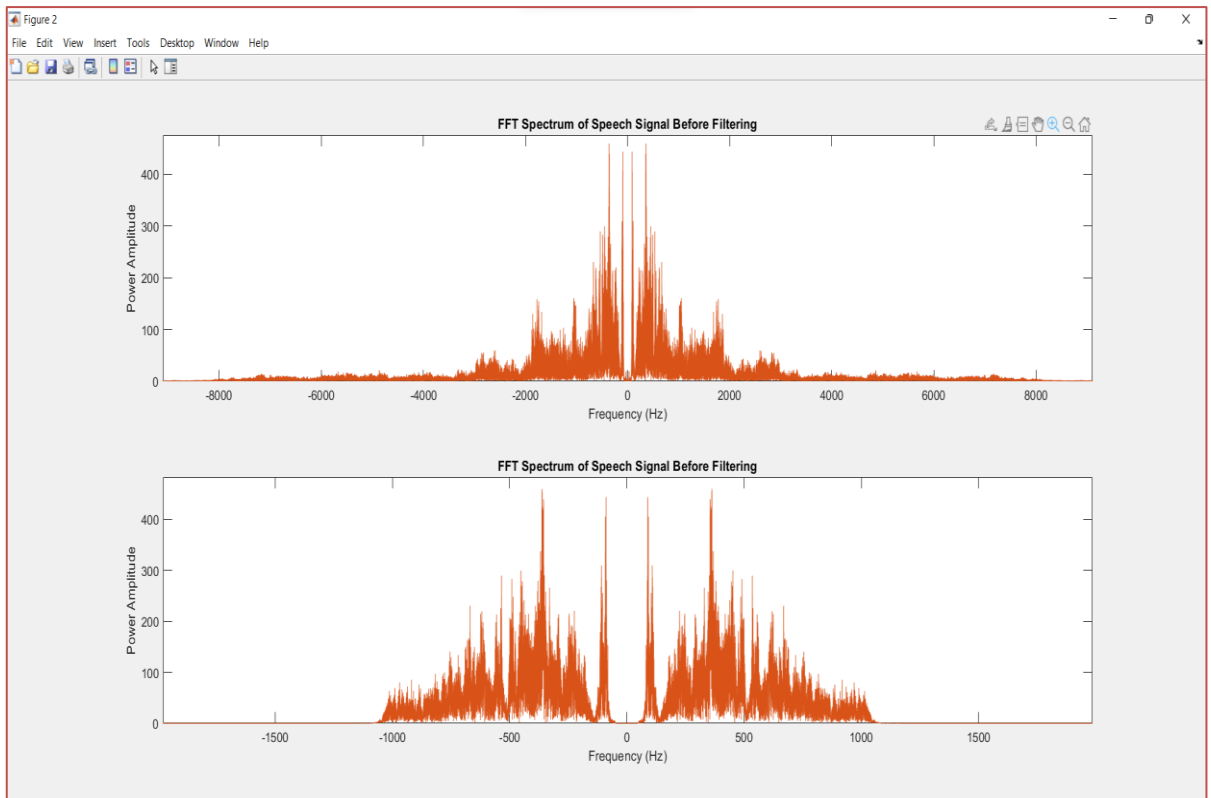 Figure 2
File Edit View Insert Tools Desktop Window Help
FFT Spectrum of Speech Signal Before Filtering
400
300
200
100
0
Power Amplitude
-8000 -6000 -4000 -2000 0 2000 4000 6000 8000
Frequency (Hz)
FFT Spectrum of Speech Signal Before Filtering
400
300
200
100
0
Power Amplitude
-1500 -1000 -500 0 500 1000 1500
Frequency (Hz)